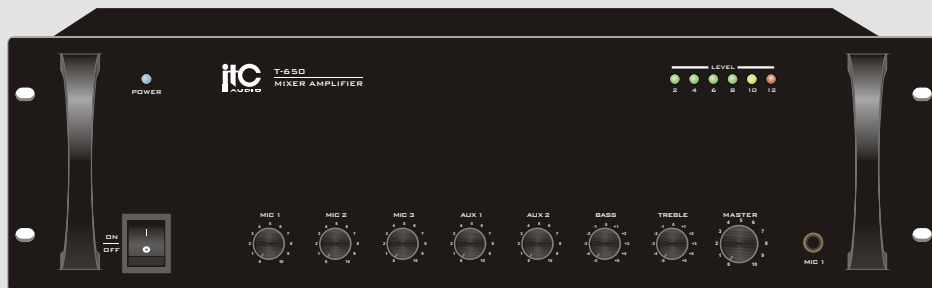 itC
AUDIO
T-650
MIXER AMPLIFIER
POWER
LEVEL
2 4 6 8 10 12
ON
OFF
MIC 1
MIC 2
MIC 3
AUX 1
AUX 2
BASS
TREBLE
MASTER
MIC 1